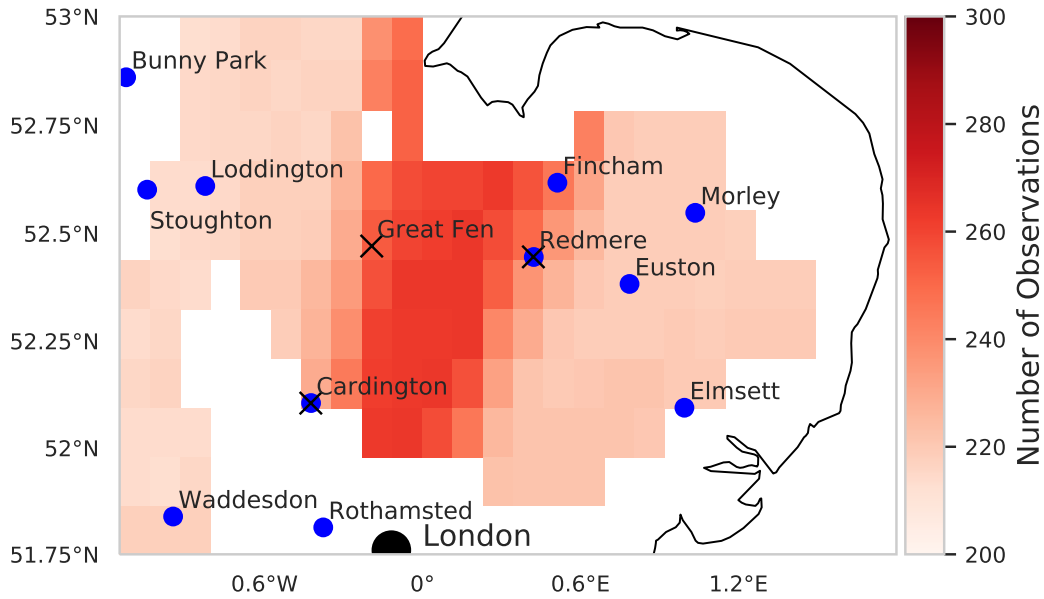 53°N
52.75°N
52.5°N
52.25°N
52°N
51.75°N
Bunny Park
Loddington
Stoughton
Great Fen
Fincham
Morley
Redmere
Euston
Cardington
Elmsett
Waddesdon
Rothamsted
London
0.6°W
0°
0.6°E
1.2°E
300
280
260
240
220
200
Number of Observations